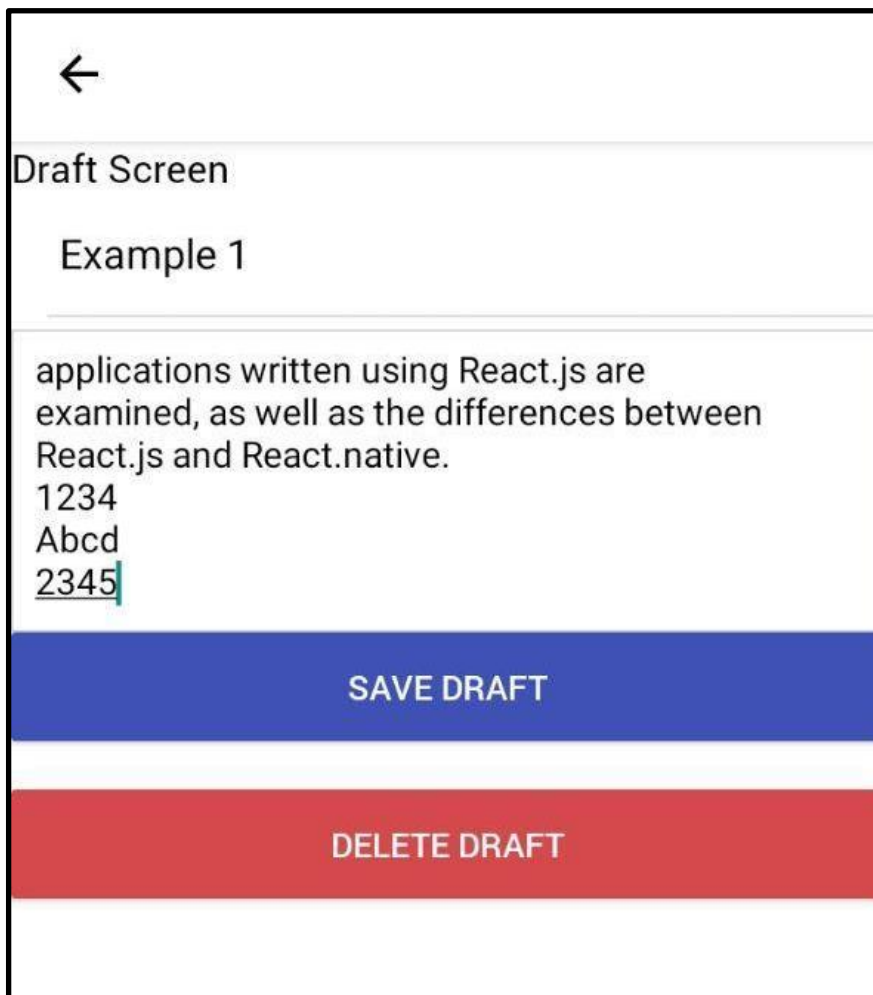 Draft Screen
Example 1
applications written using React.js are
examined, as well as the differences between
React.js and React.native.
1234
Abcd
2345
SAVE DRAFT
DELETE DRAFT